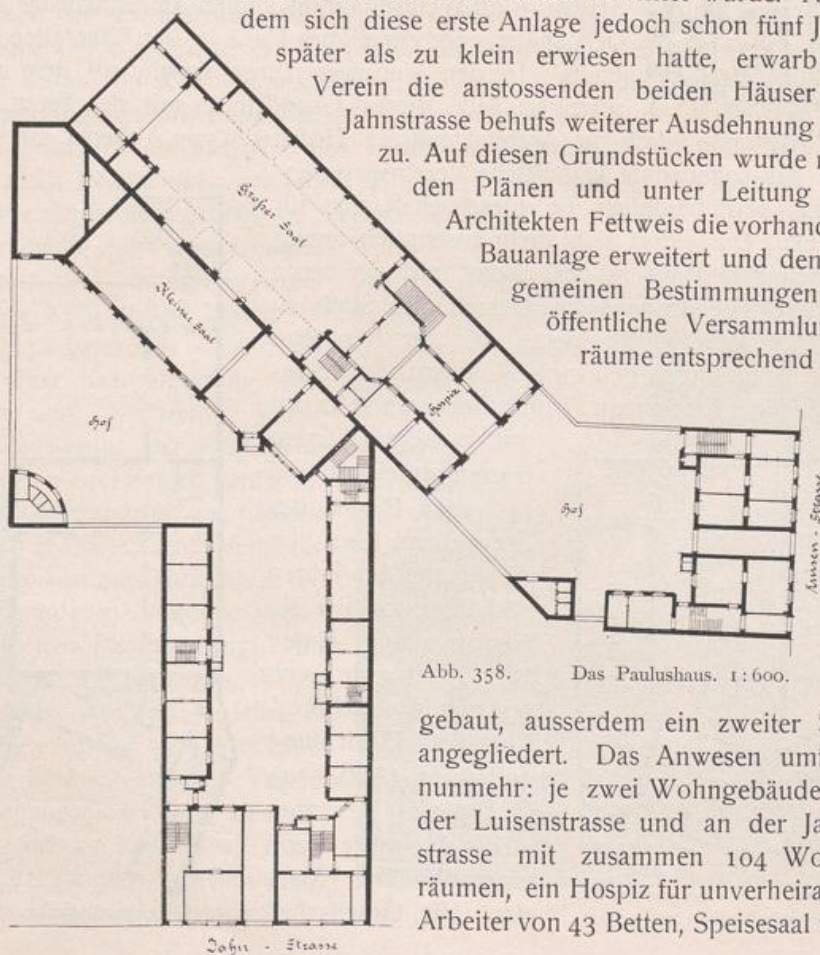 dem sich diese erste Anlage jedoch schon fünf J
später als zu klein erwiesen hatte, erwarb
Verein die anstossenden beiden Häuser
Jahnstrasse behufs weiterer Ausdehnung
zu. Auf diesen Grundstücken wurde
den Plänen und unter Leitung
Architekten Fettweis die vorhand
Bauanlage erweitert und den
gemeinen Bestimmungen
öffentliche Versammlun
räume entsprechend
Großer Saal
Kleiner Saal
Hospiz
Hof
Hof
Luisen - Strasse
Abb. 358. Das Paulushaus. 1:600.
gebaut, ausserdem ein zweiter
angegliedert. Das Anwesen um
nunmehr: je zwei Wohngebäude
der Luisenstrasse und an der Ja
strasse mit zusammen 104 Wo
räumen, ein Hospiz für unverheira
Arbeiter von 43 Betten, Speisesaal
Jahn - Strasse